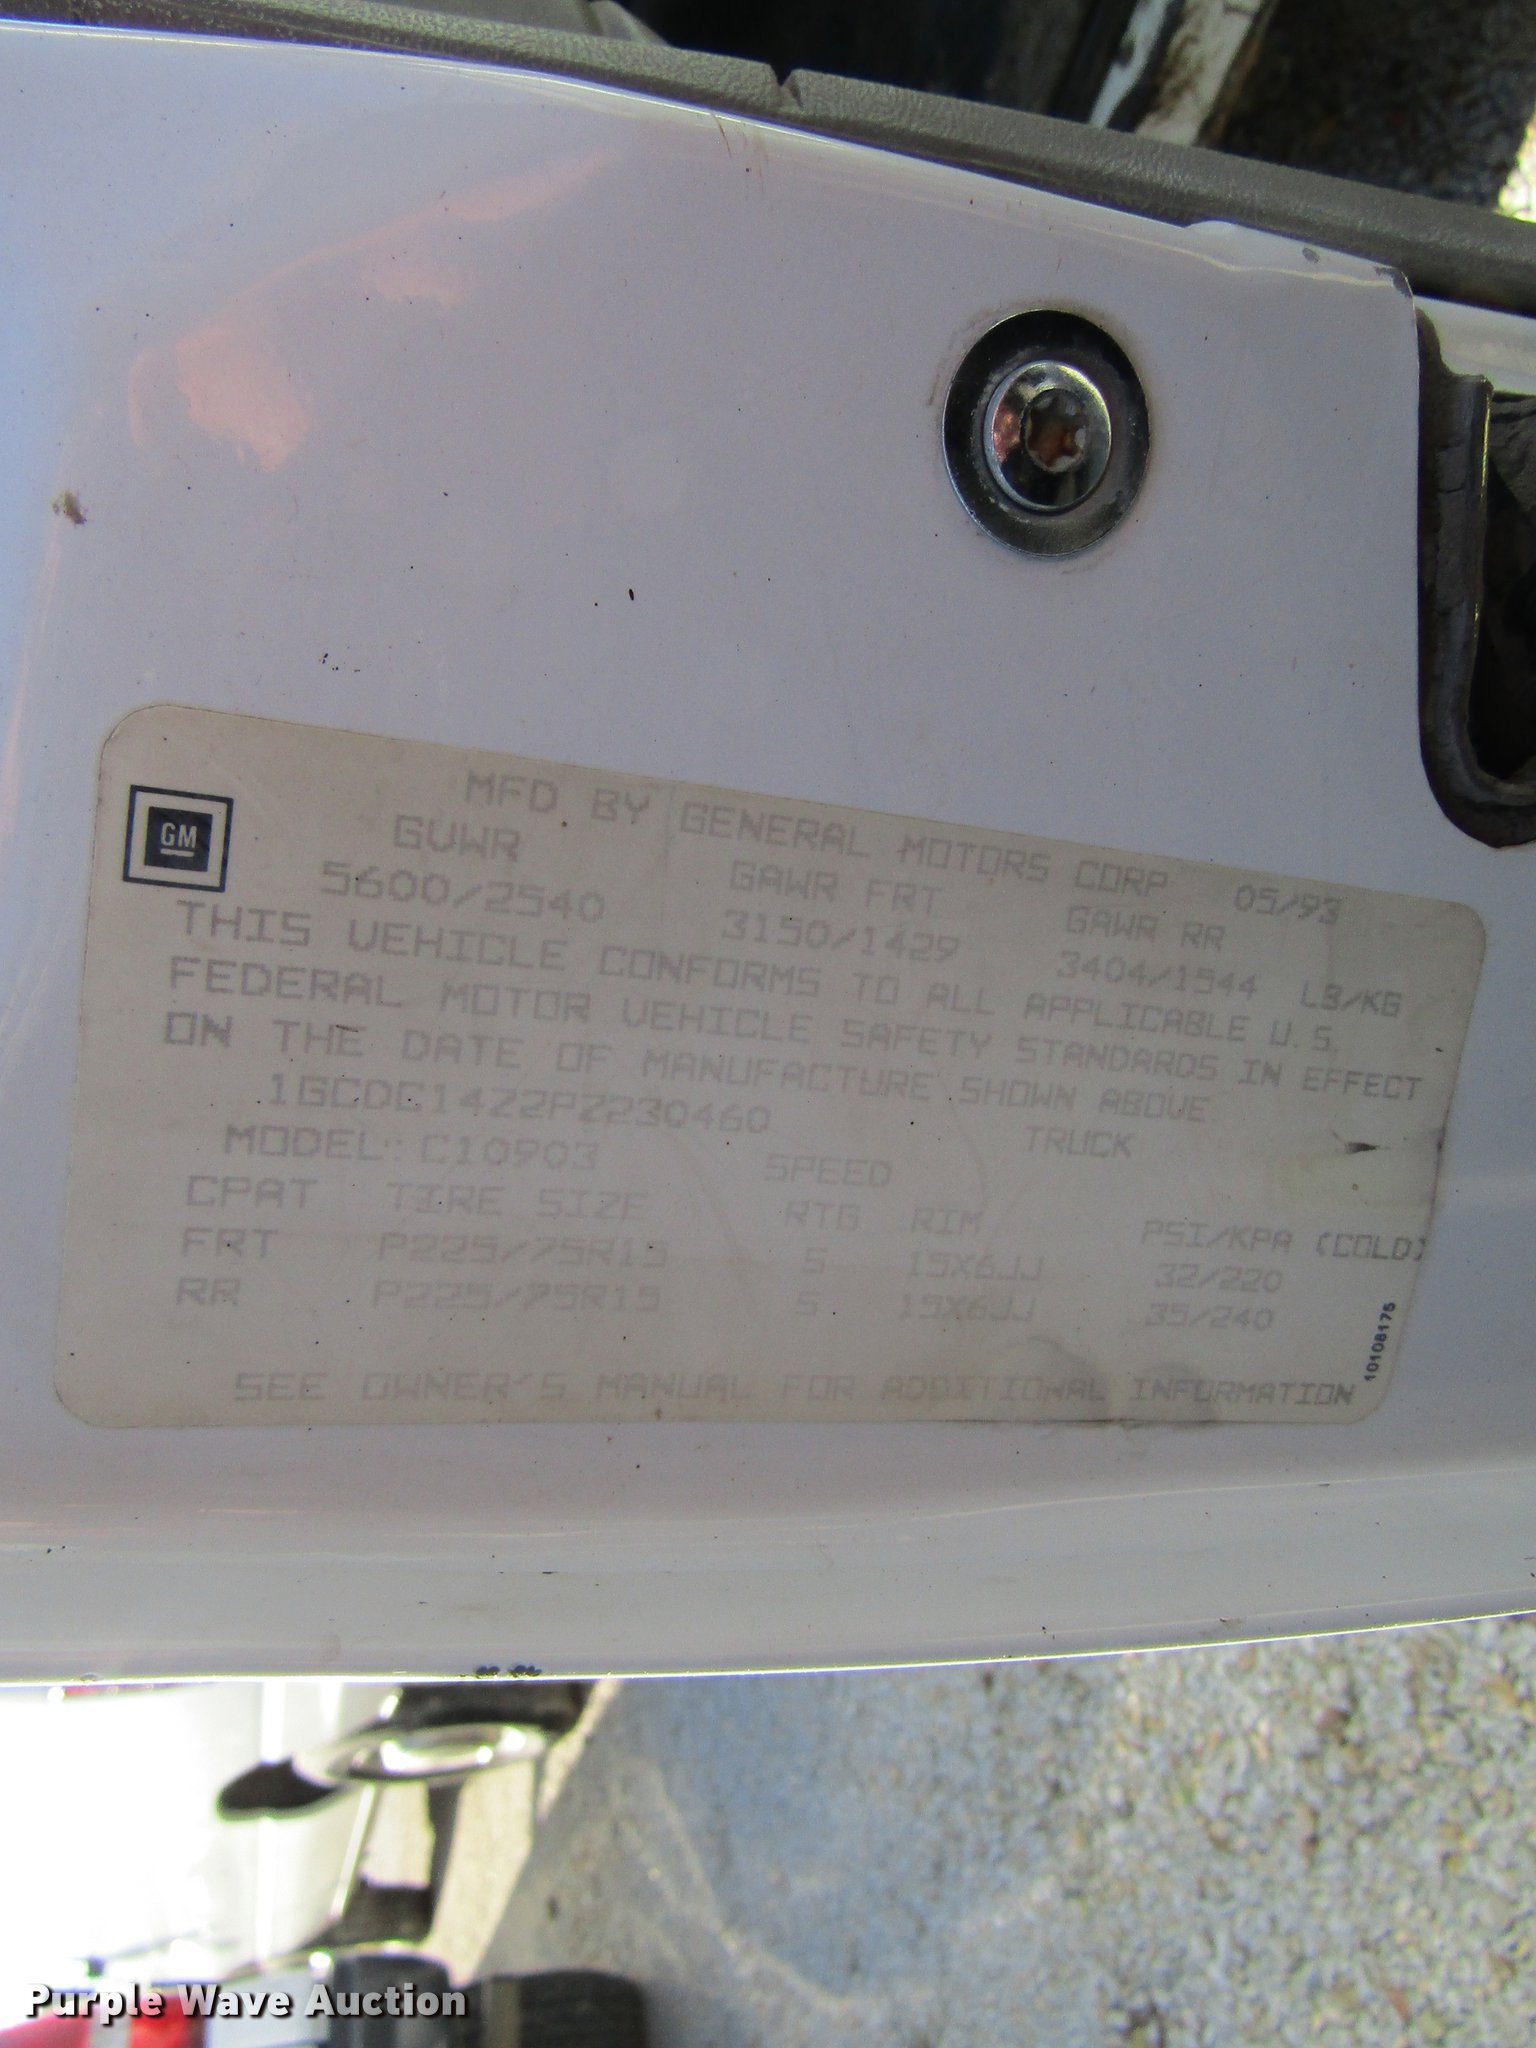 GM
MFD BY GENERAL MOTORS CORP 05/93
GVWR GAWR FRT GAWR RR
5600/2540 3150/1429 3404/1544 LB/KG
THIS VEHICLE CONFORMS TO ALL APPLICABLE U.S.
FEDERAL MOTOR VEHICLE SAFETY STANDARDS IN EFFECT
ON THE DATE OF MANUFACTURE SHOWN ABOVE.
1GCDC14Z2PZ230460 TRUCK
MODEL: C10903 SPEED
CPAT TIRE SIZE RTG RIM PSI/KPA (COLD)
FRT P225/75R15 S 15X6JJ 32/220
RR P225/75R15 S 15X6JJ 35/240
SEE OWNER'S MANUAL FOR ADDITIONAL INFORMATION
10108175
Purple Wave Auction